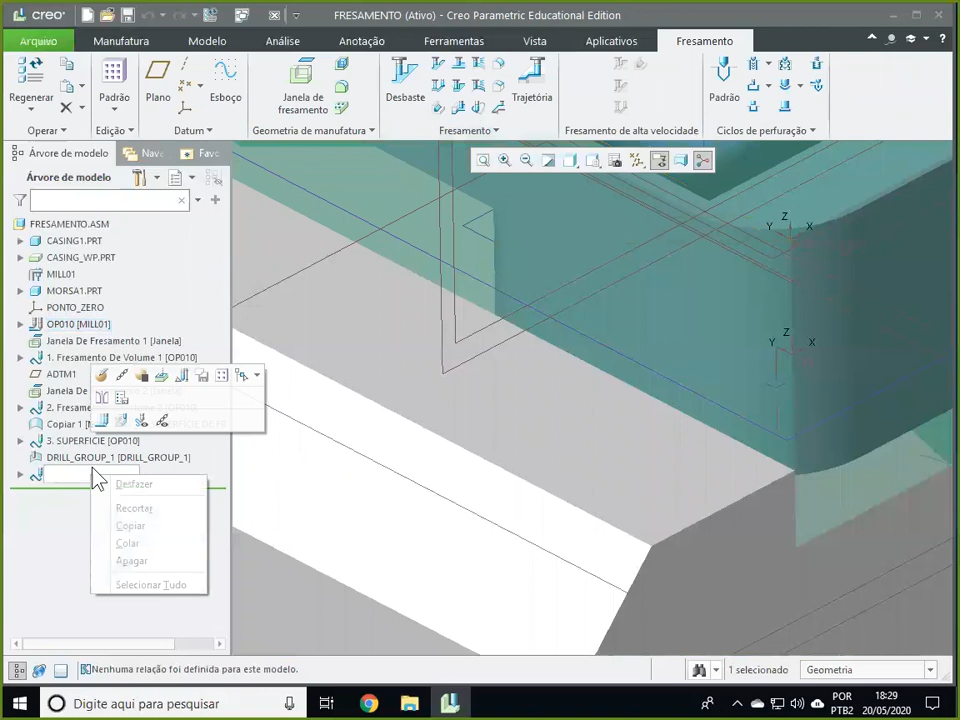 creo
FRESAMENTO (Ativo) - Creo Parametric Educational Edition
Arquivo
Manufatura
Modelo
Análise
Anotação
Ferramentas
Vista
Aplicativos
Fresamento
Regenerar
Padrão
Plano
Esboço
Janela de
fresamento
Desbaste
Trajetória
Padrão
Operar
Edição
Datum
Geometria de manufatura
Fresamento
Fresamento de alta velocidade
Ciclos de perfuração
Árvore de modelo
Nave
Favo
Árvore de modelo
FRESAMENTO.ASM
CASING1.PRT
CASING_WP.PRT
MILL01
MORSA1.PRT
PONTO_ZERO
OP010 [MILL01]
Janela De Fresamento 1 [Janela]
1. Fresamento De Volume 1 [OP010]
ADTM1
Janela De
2. Fresame
Copiar 1 [M
3. SUPERFICIE [OP010]
DRILL_GROUP_1 [DRILL_GROUP_1]
Desfazer
Recortar
Copiar
Colar
Apagar
Selecionar Tudo
Z
Y
X
Z
Y
X
Nenhuma relação foi definida para este modelo.
1 selecionado
Geometria
Digite aqui para pesquisar
POR
PTB2
18:29
20/05/2020